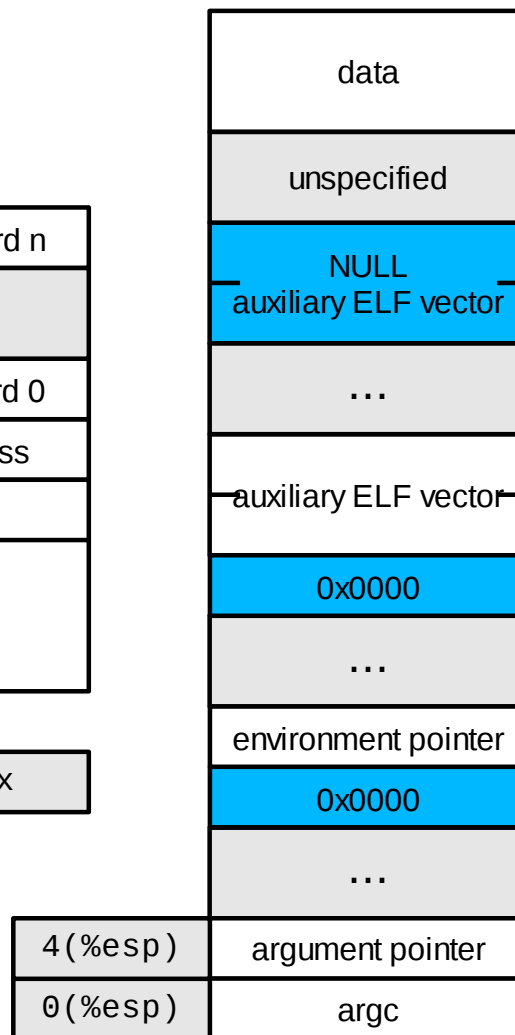 data
unspecified
NULL
auxiliary ELF vector
...
auxiliary ELF vector
0x0000
...
environment pointer
0x0000
...
4(%esp) argument pointer
0(%esp) argc
rd n
rd 0
ss
x